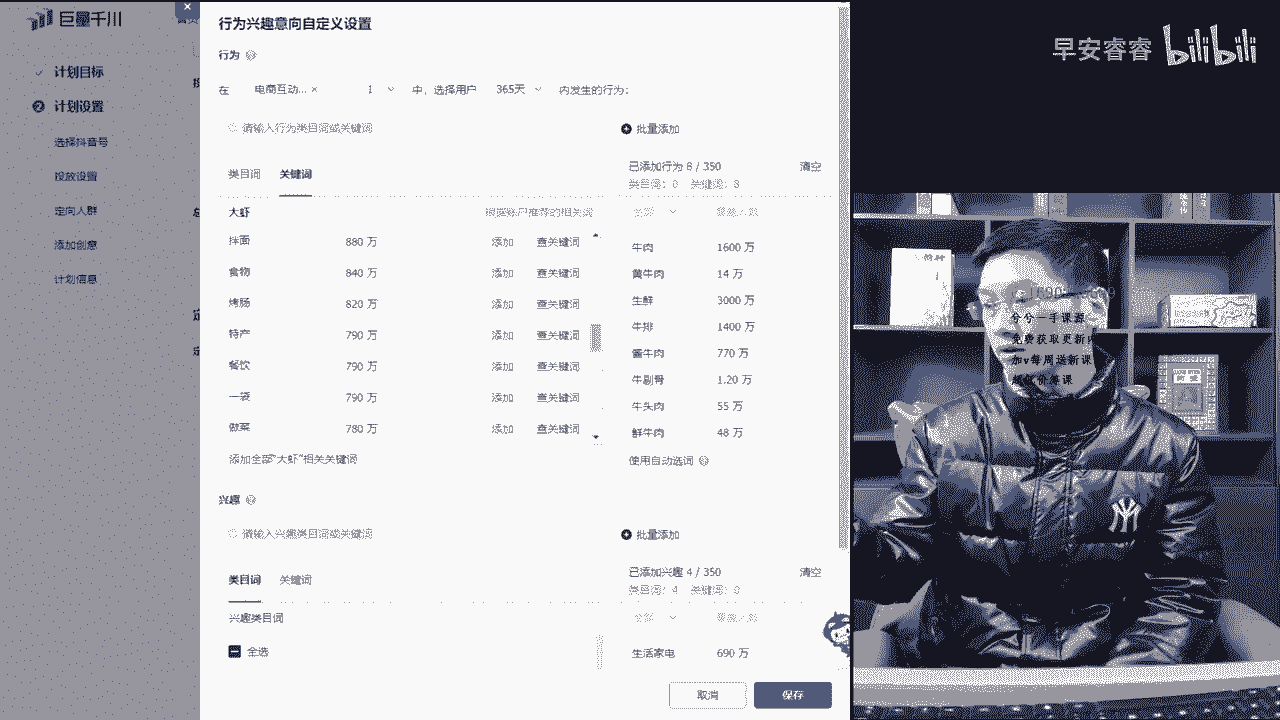 巨量千川
计划目标
2 计划设置
选择抖音号
投放设置
定向人群
添加创意
计划信息
行为兴趣意向自定义设置
行为
在 电商互动... × 1 中，选择用户 365天 内发生的行为：
请输入行为类目词或关键词
批量添加
类目词 关键词
已添加行为 8 / 350 清空
类目词：0 关键词：8
大虾
拌面 880 万 添加 查关键词
食物 840 万 添加 查关键词
烤肠 820 万 添加 查关键词
特产 790 万 添加 查关键词
餐饮 790 万 添加 查关键词
一袋 790 万 添加 查关键词
做菜 780 万 添加 查关键词
添加全部“大虾”相关关键词
牛肉 1600 万
黄牛肉 14 万
生鲜 3000 万
牛排 1400 万
酱牛肉 770 万
牛剔骨 1.20 万
牛头肉 55 万
鲜牛肉 48 万
使用自动选词
兴趣
请输入兴趣类目词或关键词
批量添加
类目词 关键词
已添加兴趣 4 / 350 清空
类目词：4 关键词：0
兴趣类目词
全选
生活家电 690 万
取消 保存
早安睿睿 bilibili
兮兮一手课源
免费获取更新
加v每周送新课
价筹课